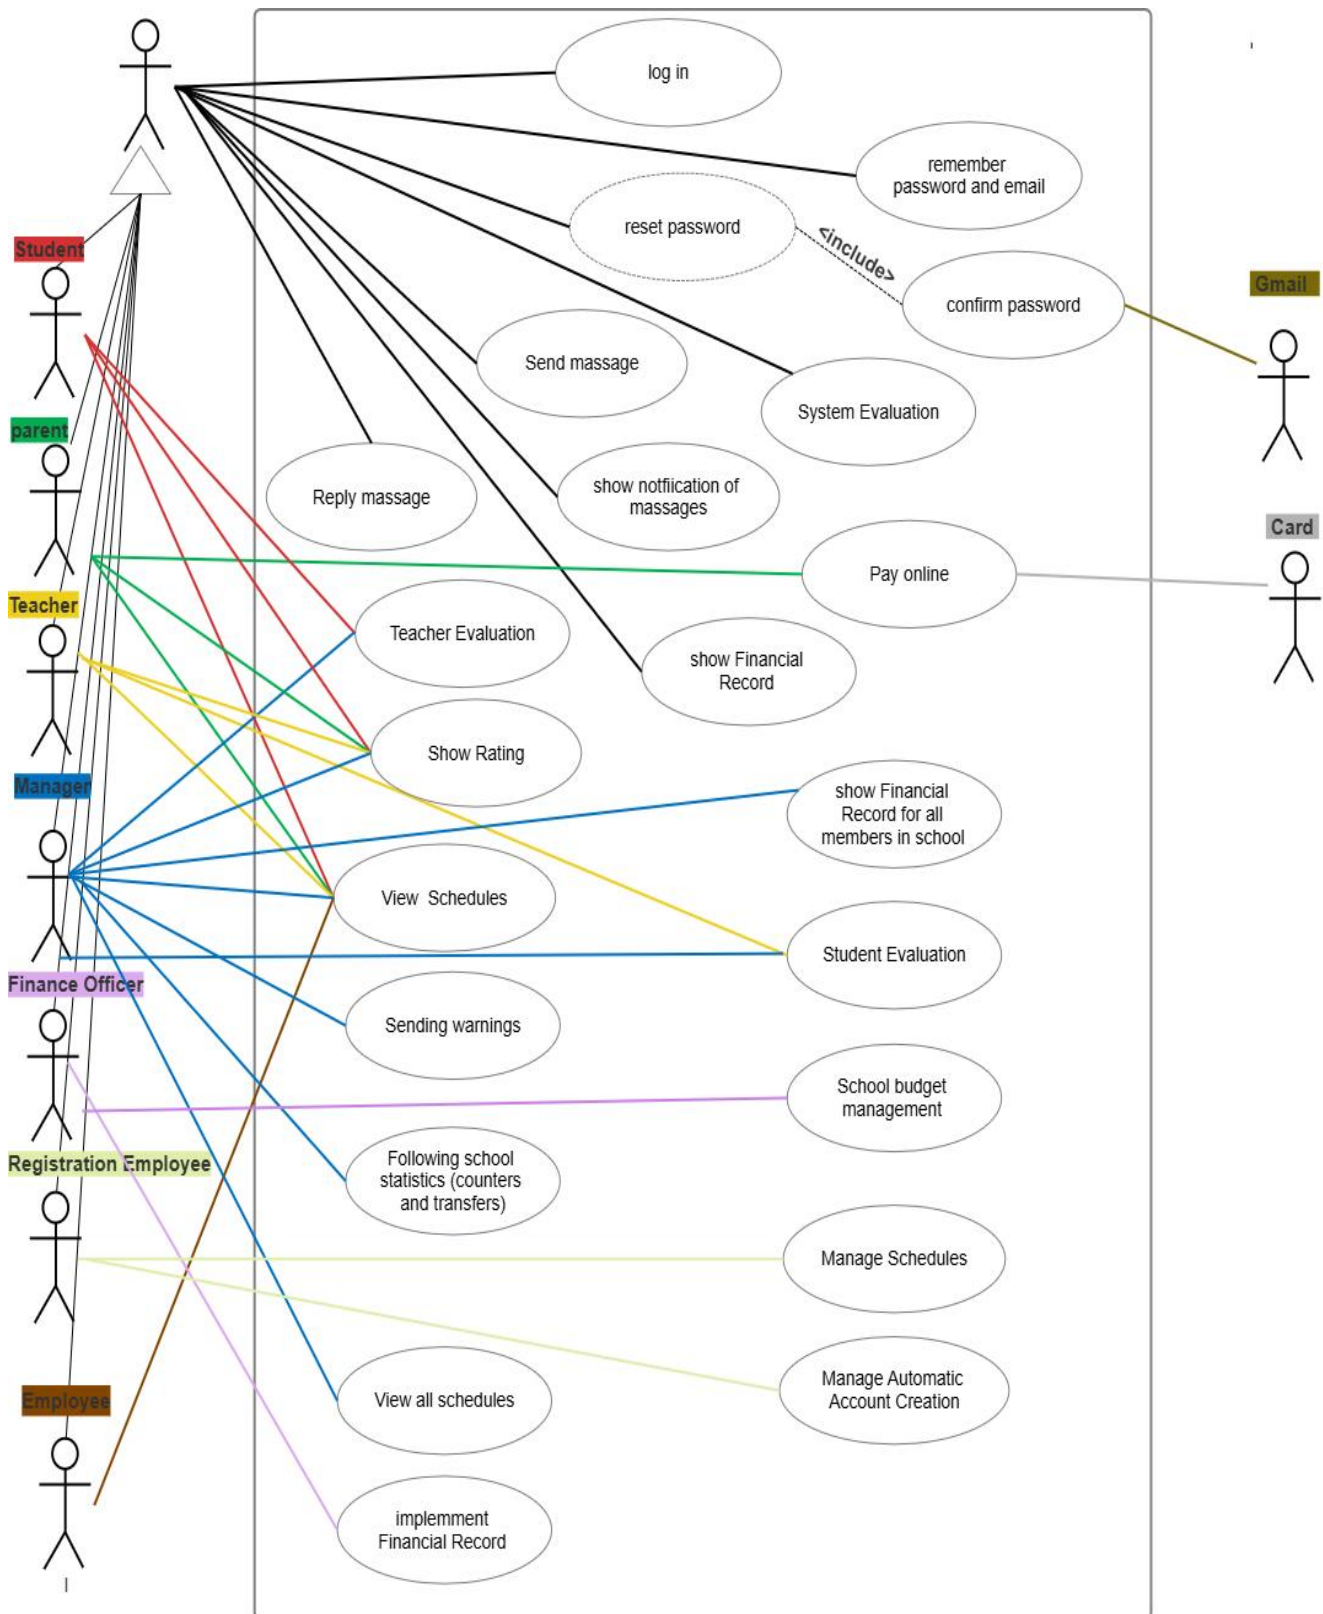 log in
remember
password and email
reset password
<include>
confirm password
Student
Gmail
Send massage
System Evaluation
parent
Reply massage
show notfiication of
massages
Card
Pay online
Teacher
Teacher Evaluation
show Financial
Record
Show Rating
Manager
show Financial
Record for all
members in school
View  Schedules
Student Evaluation
Finance Officer
Sending warnings
School budget
management
Registration Employee
Following school
statistics (counters
and transfers)
Manage Schedules
Employee
View all schedules
Manage Automatic
Account Creation
implemment
Financial Record